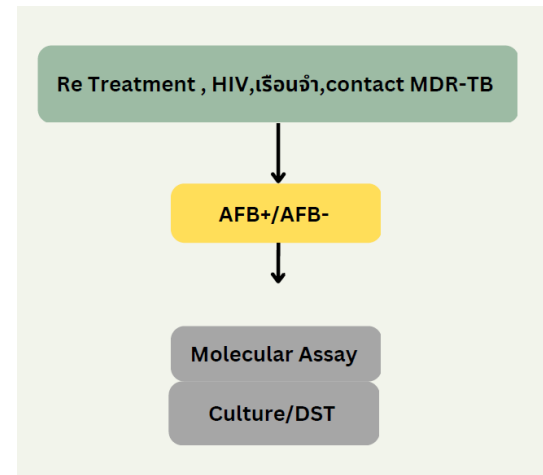 Re Treatment , HIV,เรือนจำ,contact MDR-TB
AFB+/AFB-
Molecular Assay
Culture/DST